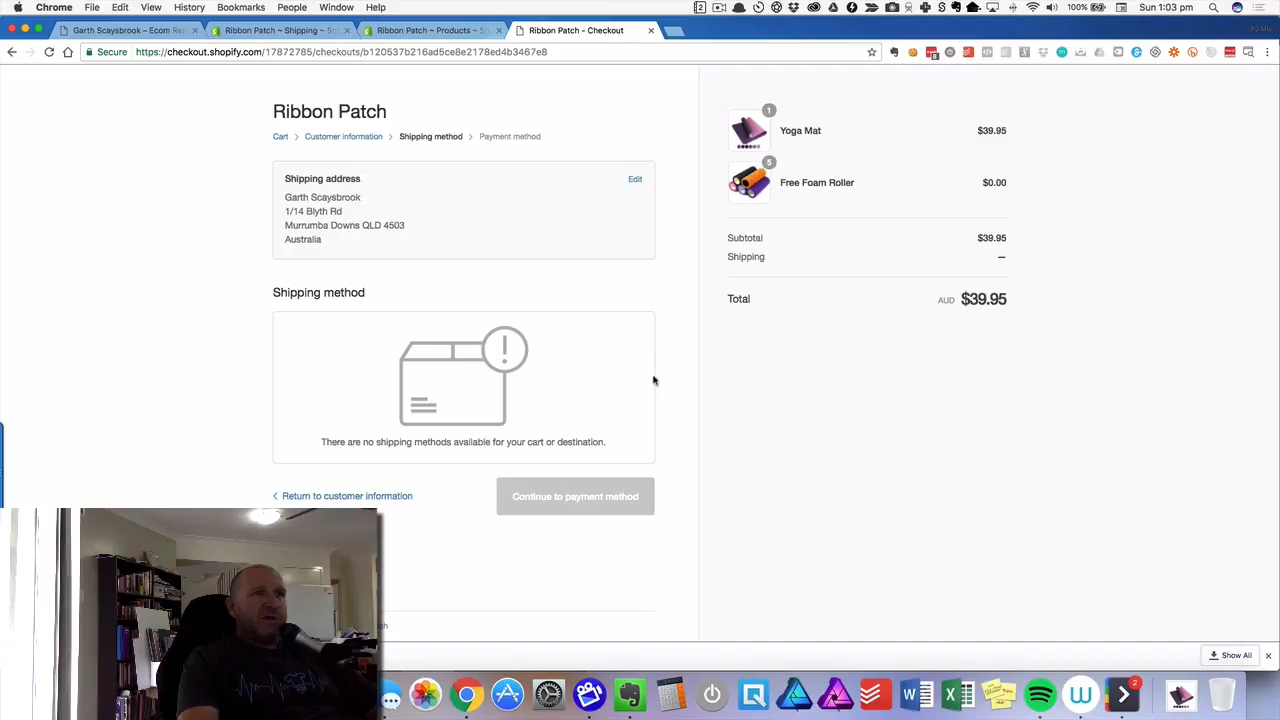 Chrome File Edit View History Bookmarks People Window Help
100% Sun 1:03 pm
Garth Scaysbrook – Ecom
Ribbon Patch ~ Shipping ~
Ribbon Patch ~ Products ~
Ribbon Patch - Checkout
Secure https://checkout.shopify.com/17872785/checkouts/b120537b216ad5ce8e2178ed4b3467e8
Ribbon Patch
Cart > Customer information > Shipping method > Payment method
Shipping address
Edit
Garth Scaysbrook
1/14 Blyth Rd
Murrumba Downs QLD 4503
Australia
Shipping method
There are no shipping methods available for your cart or destination.
Return to customer information
Continue to payment method
1
Yoga Mat $39.95
5
Free Foam Roller $0.00
Subtotal $39.95
Shipping —
Total AUD $39.95
Show All
2